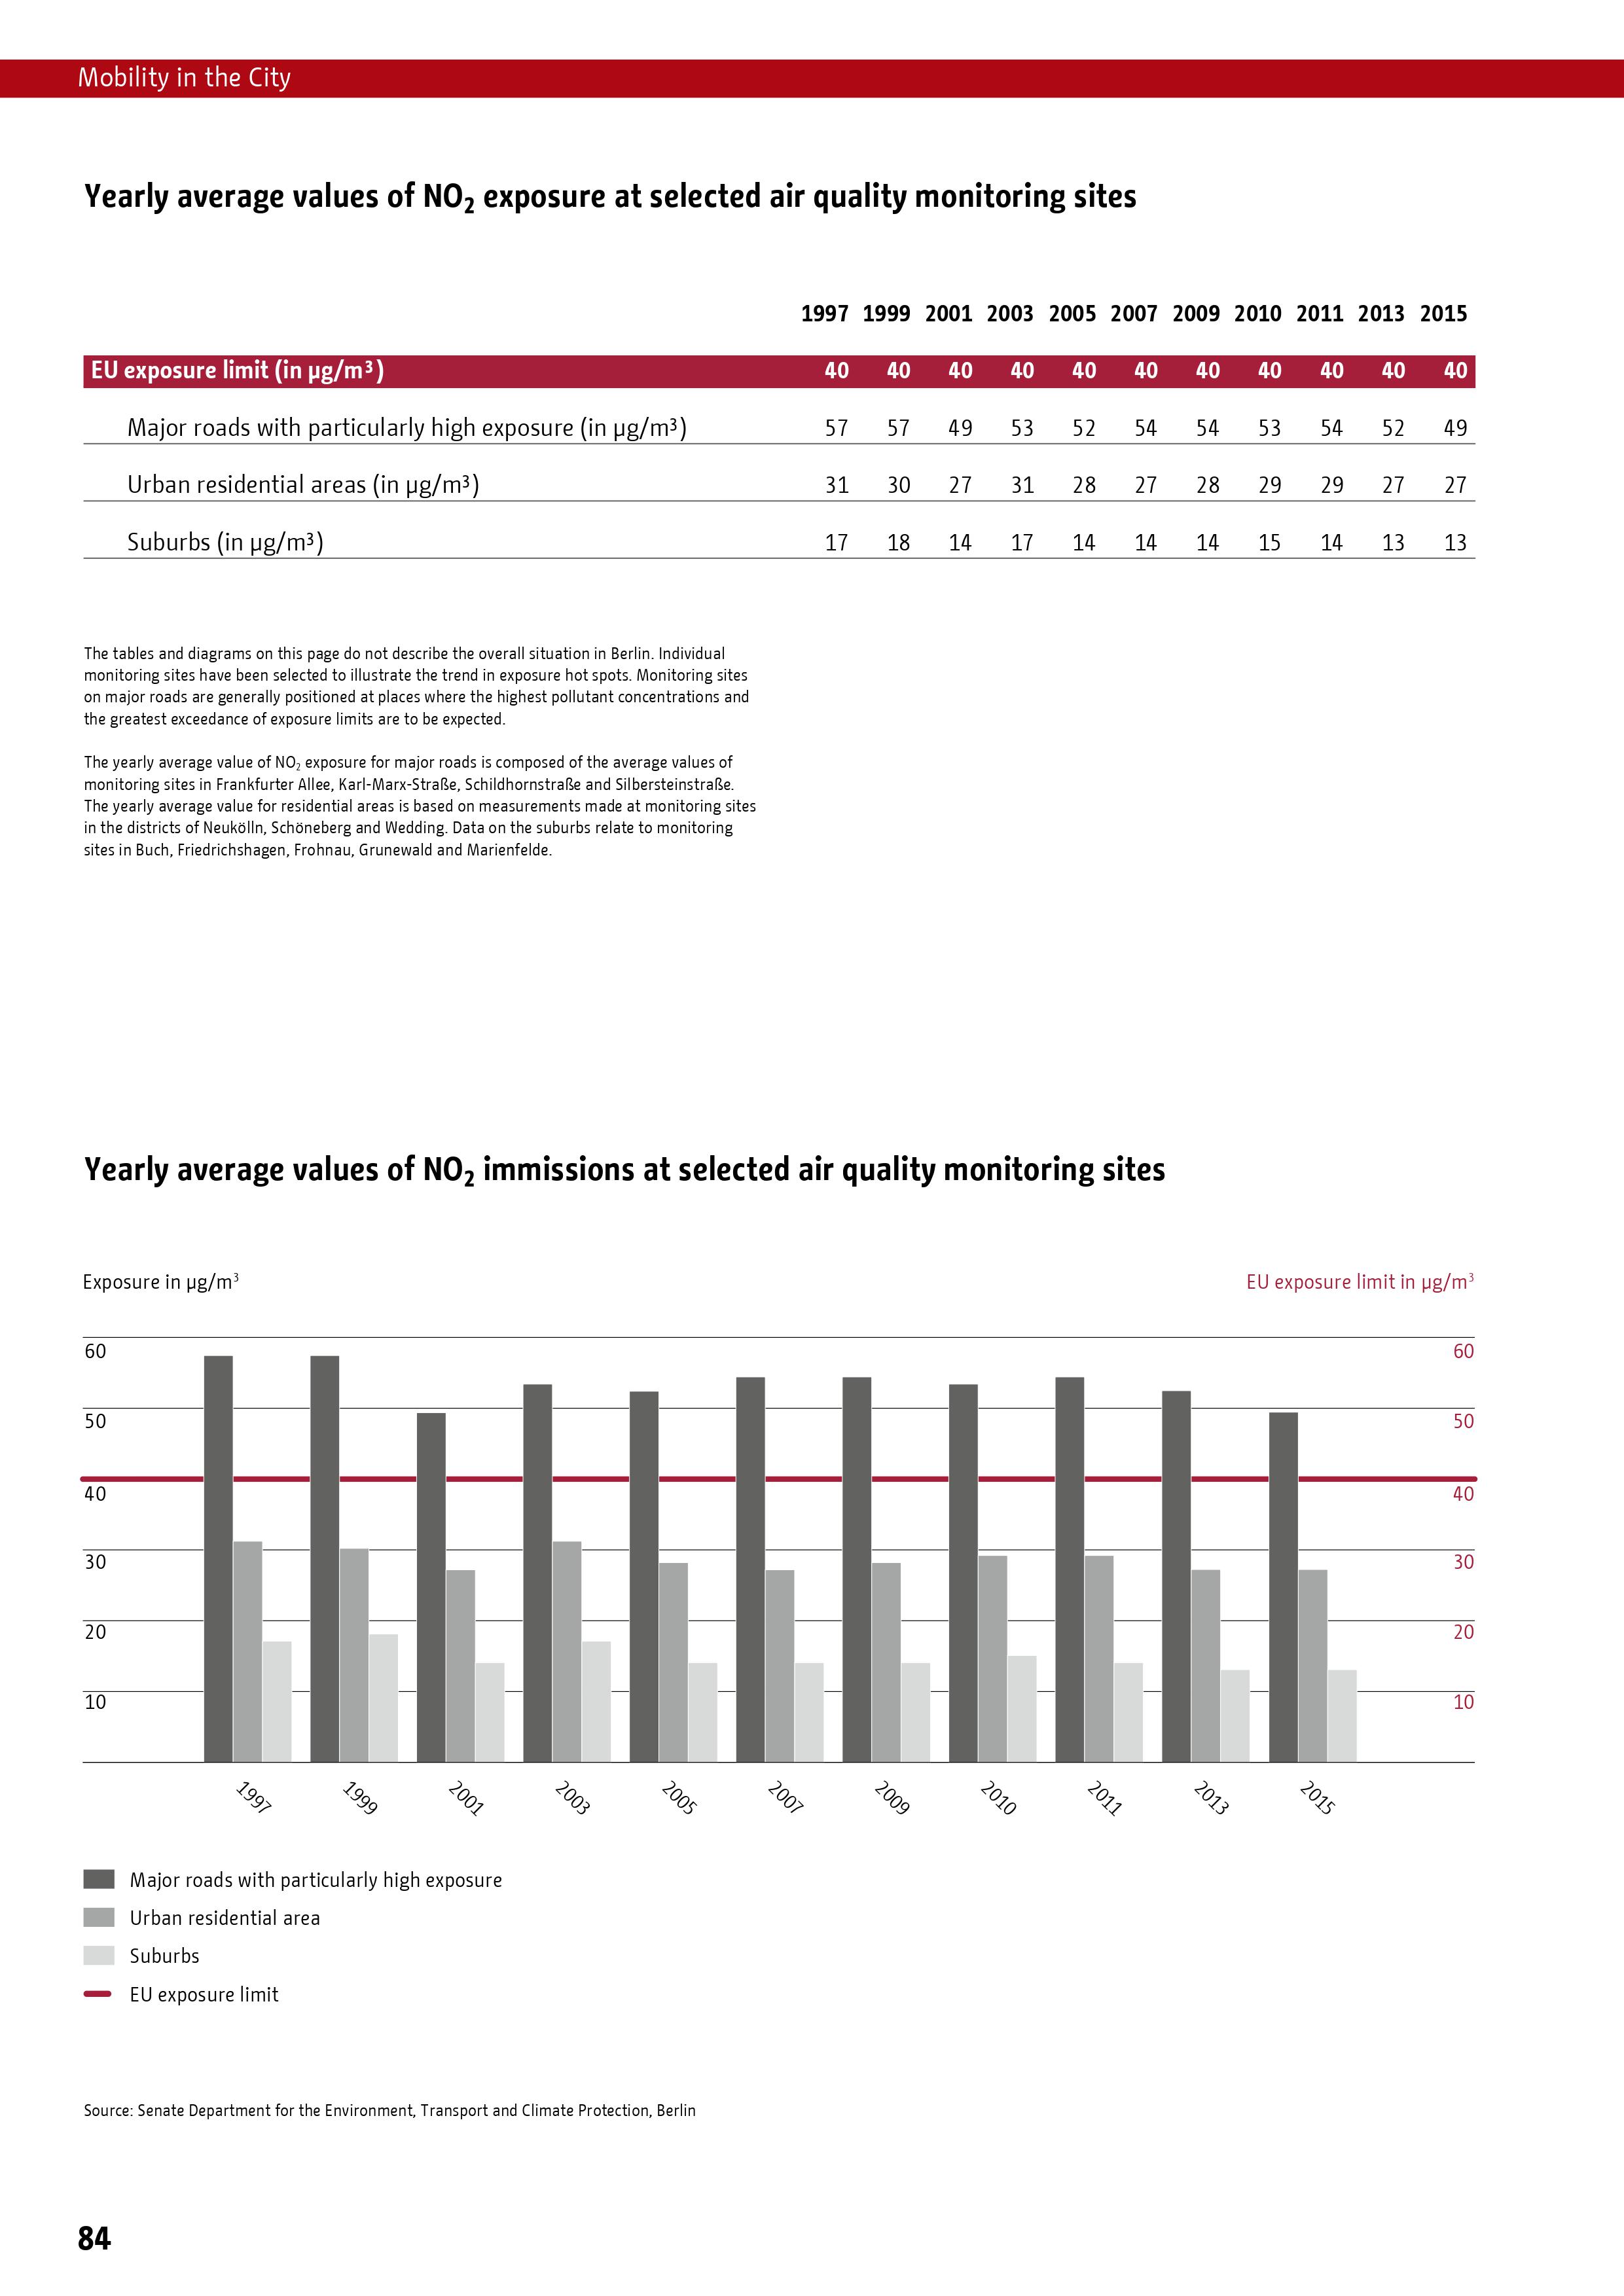 Mobility in the City
Yearly average values of NO₂ exposure at selected air quality monitoring sites
1997 1999 2001 2003 2005 2007 2009 2010 2011 2013 2015
EU exposure limit (in µg/m³) 40 40 40 40 40 40 40 40 40 40 40
Major roads with particularly high exposure (in µg/m³) 57 57 49 53 52 54 54 53 54 52 49
Urban residential areas (in µg/m³) 31 30 27 31 28 27 28 29 29 27 27
Suburbs (in µg/m³) 17 18 14 17 14 14 14 15 14 13 13
The tables and diagrams on this page do not describe the overall situation in Berlin. Individual
monitoring sites have been selected to illustrate the trend in exposure hot spots. Monitoring sites
on major roads are generally positioned at places where the highest pollutant concentrations and
the greatest exceedance of exposure limits are to be expected.
The yearly average value of NO₂ exposure for major roads is composed of the average values of
monitoring sites in Frankfurter Allee, Karl-Marx-Straße, Schildhornstraße and Silbersteinstraße.
The yearly average value for residential areas is based on measurements made at monitoring sites
in the districts of Neukölln, Schöneberg and Wedding. Data on the suburbs relate to monitoring
sites in Buch, Friedrichshagen, Frohnau, Grunewald and Marienfelde.
Yearly average values of NO₂ immissions at selected air quality monitoring sites
Exposure in µg/m³ EU exposure limit in µg/m³
60 60
50 50
40 40
30 30
20 20
10 10
1997 1999 2001 2003 2005 2007 2009 2010 2011 2013 2015
Major roads with particularly high exposure
Urban residential area
Suburbs
EU exposure limit
Source: Senate Department for the Environment, Transport and Climate Protection, Berlin
84